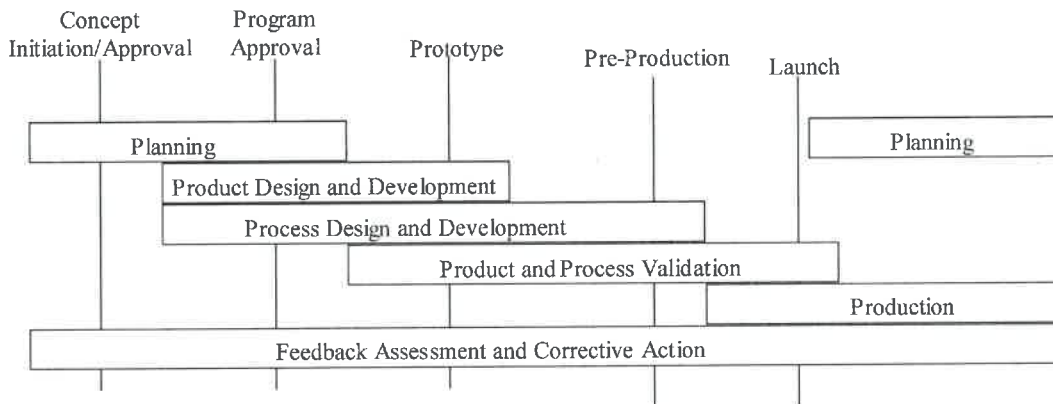 Concept
Initiation/Approval
Program
Approval
Prototype
Pre-Production
Launch
Planning
Planning
Product Design and Development
Process Design and Development
Product and Process Validation
Production
Feedback Assessment and Corrective Action